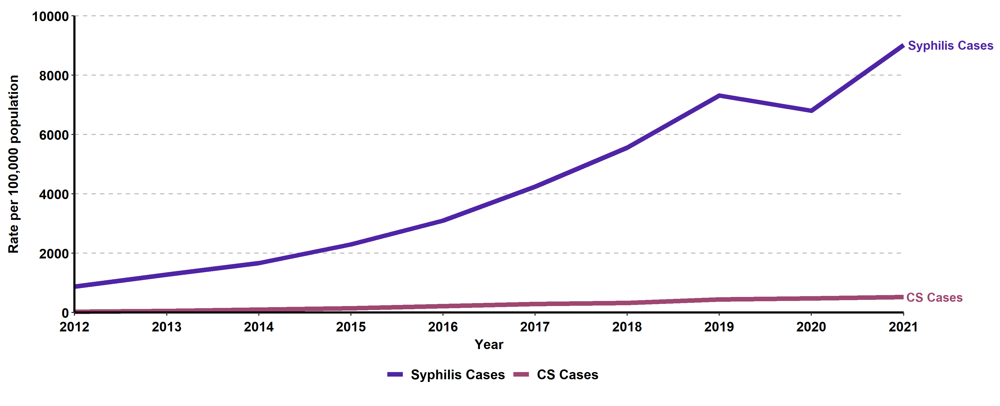 10000
8000
6000
4000
2000
0
Rate per 100,000 population
Syphilis Cases
CS Cases
2012 2013 2014 2015 2016 2017 2018 2019 2020 2021
Year
Syphilis Cases CS Cases